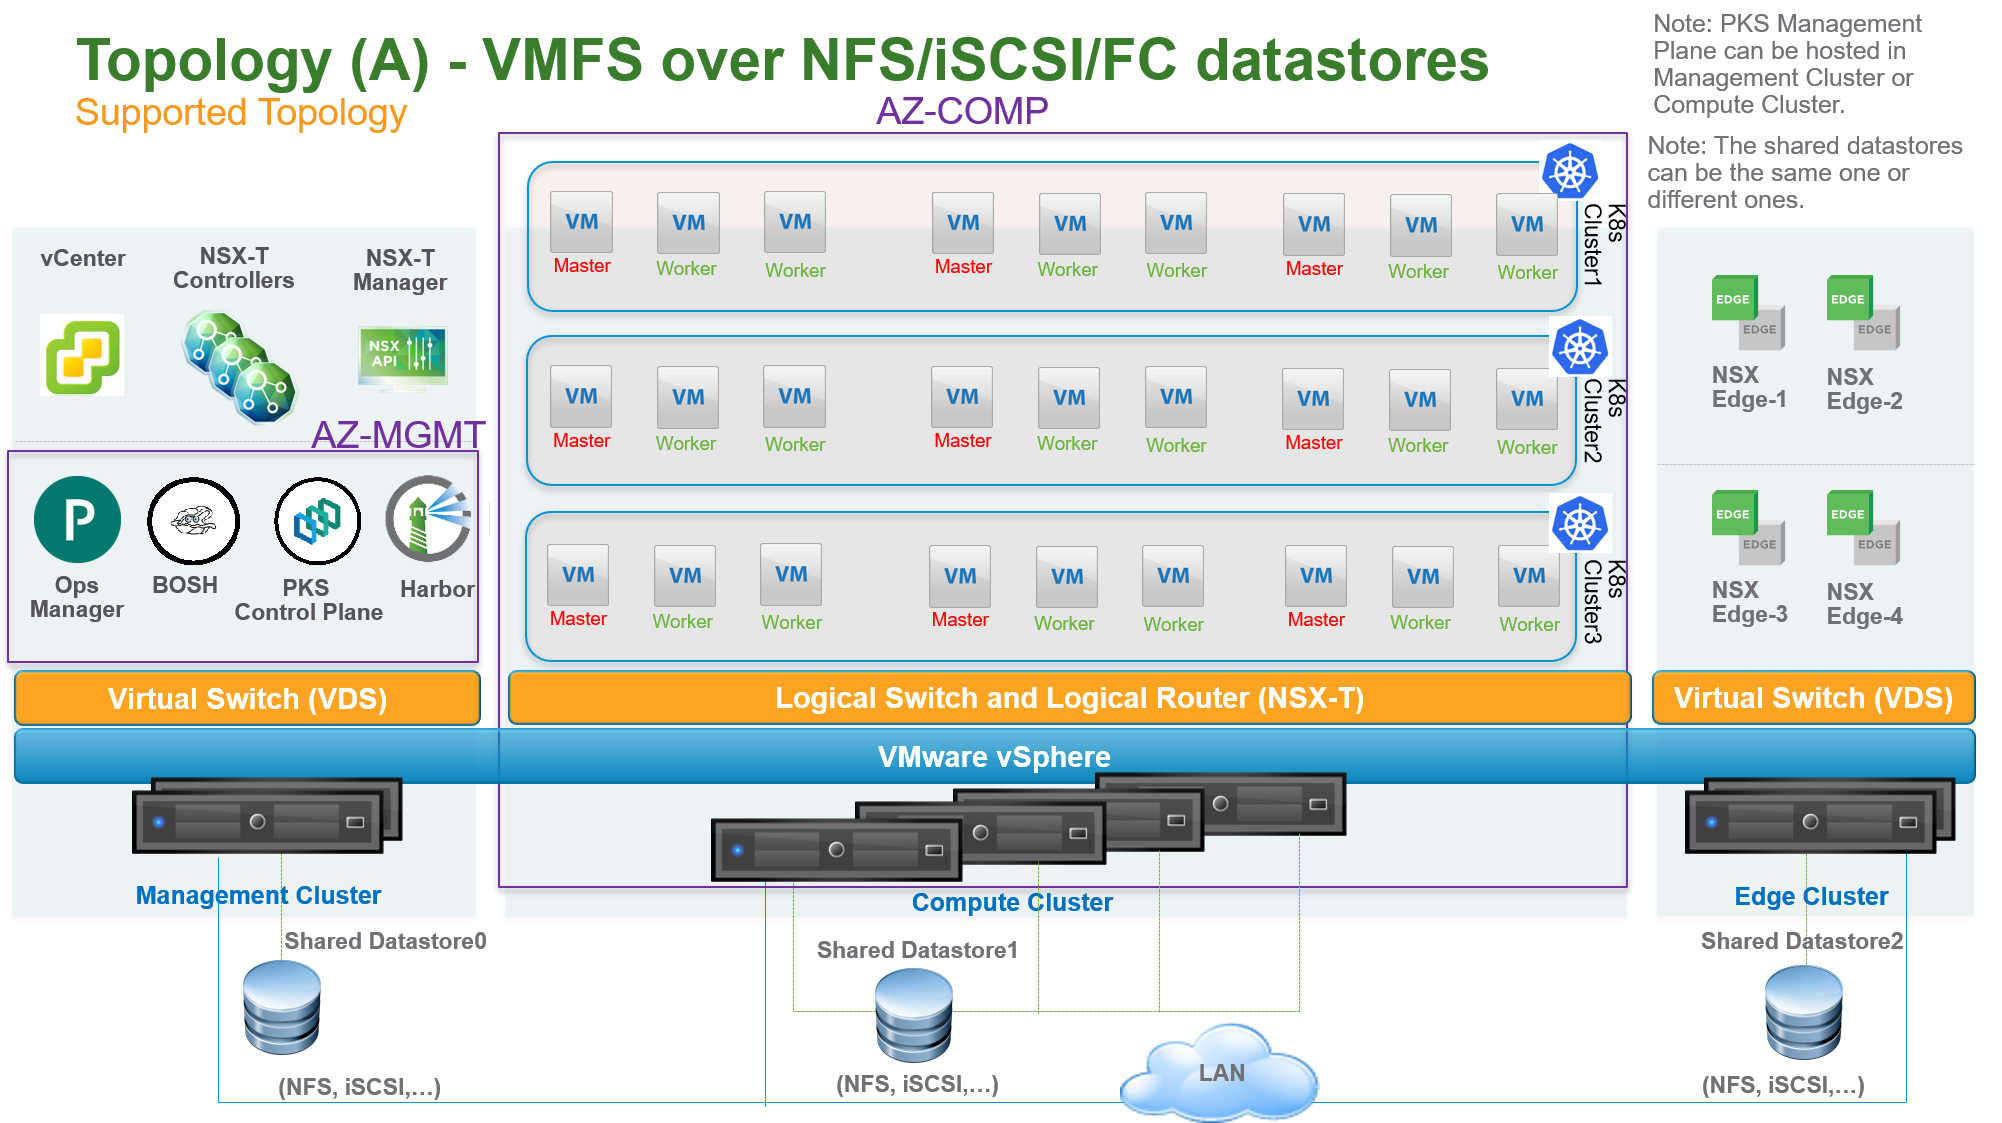 Topology (A) - VMFS over NFS/iSCSI/FC datastores
Supported Topology
Note: PKS Management
Plane can be hosted in
Management Cluster or
Compute Cluster.
Note: The shared datastores
can be the same one or
different ones.
AZ-COMP
vCenter
NSX-T
Controllers
NSX-T
Manager
NSX
API
AZ-MGMT
P
Ops
Manager
BOSH
PKS
Control Plane
Harbor
VM VM VM VM VM VM VM VM VM
Master Worker Worker Master Worker Worker Master Worker Worker
K8s
Cluster1
VM VM VM VM VM VM VM VM VM
Master Worker Worker Master Worker Worker Master Worker Worker
K8s
Cluster2
VM VM VM VM VM VM VM VM VM
Master Worker Worker Master Worker Worker Master Worker Worker
K8s
Cluster3
EDGE
EDGE
NSX
Edge-1
EDGE
EDGE
NSX
Edge-2
EDGE
EDGE
NSX
Edge-3
EDGE
EDGE
NSX
Edge-4
Virtual Switch (VDS)
Logical Switch and Logical Router (NSX-T)
Virtual Switch (VDS)
VMware vSphere
Management Cluster
Compute Cluster
Edge Cluster
Shared Datastore0
Shared Datastore1
Shared Datastore2
(NFS, iSCSI,...)
(NFS, iSCSI,...)
LAN
(NFS, iSCSI,...)